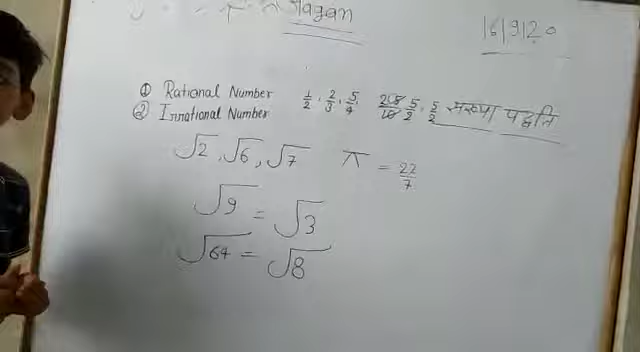 Gagan
16|9|20
① Rational Number 1/2, 2/3, 5/4, 5/2, 5/2 संख्या पद्धति
② Irrational Number
√2, √6, √7 π = 22/7
√9 = √3
√64 = √8